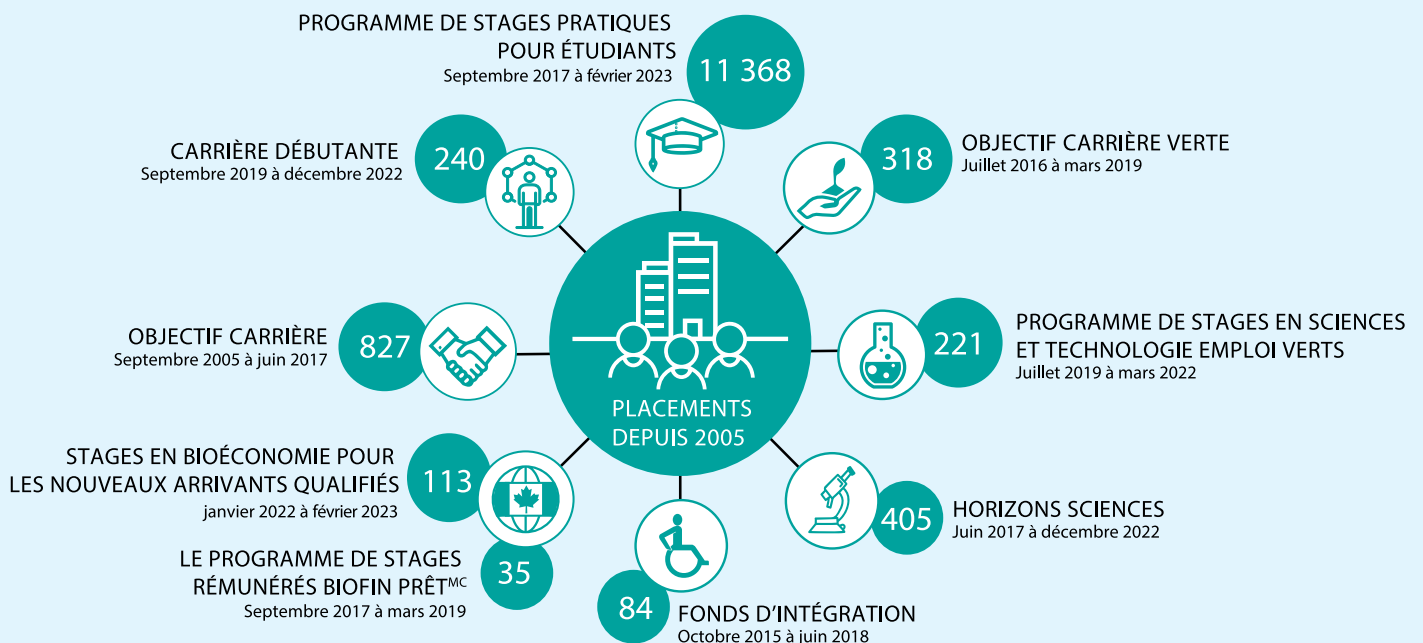 PROGRAMME DE STAGES PRATIQUES
POUR ÉTUDIANTS
Septembre 2017 à février 2023
11 368
CARRIÈRE DÉBUTANTE
Septembre 2019 à décembre 2022
240
318
OBJECTIF CARRIÈRE VERTE
Juillet 2016 à mars 2019
OBJECTIF CARRIÈRE
Septembre 2005 à juin 2017
827
221
PROGRAMME DE STAGES EN SCIENCES
ET TECHNOLOGIE EMPLOI VERTS
Juillet 2019 à mars 2022
PLACEMENTS
DEPUIS 2005
STAGES EN BIOÉCONOMIE POUR
LES NOUVEAUX ARRIVANTS QUALIFIÉS
janvier 2022 à février 2023
113
405
HORIZONS SCIENCES
Juin 2017 à décembre 2022
LE PROGRAMME DE STAGES
RÉMUNÉRÉS BIOFIN PRÊTMC
Septembre 2017 à mars 2019
35
84
FONDS D'INTÉGRATION
Octobre 2015 à juin 2018